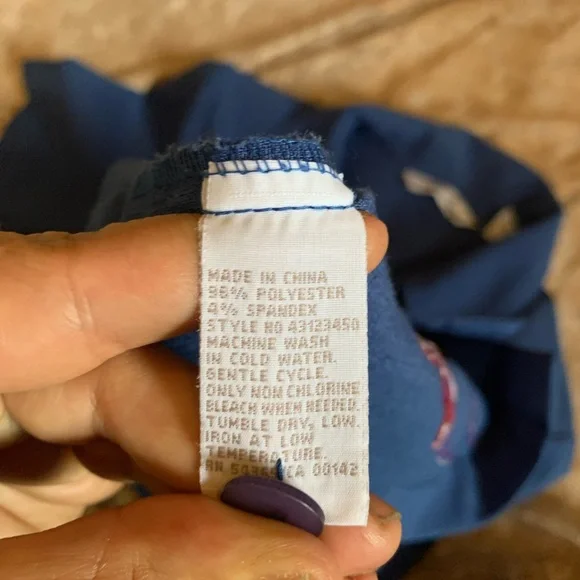 MADE IN CHINA
POLYESTER
4% SPANDEX
STYLE NO 43123450
MACHINE WASH
IN COLD WATER.
GENTLE CYCLE.
ONLY NON CHLORINE
BLEACH WHEN NEEDED.
TUMBLE DRY, LOW.
IRON AT LOW
TEMPERATURE.
RN CA 00142